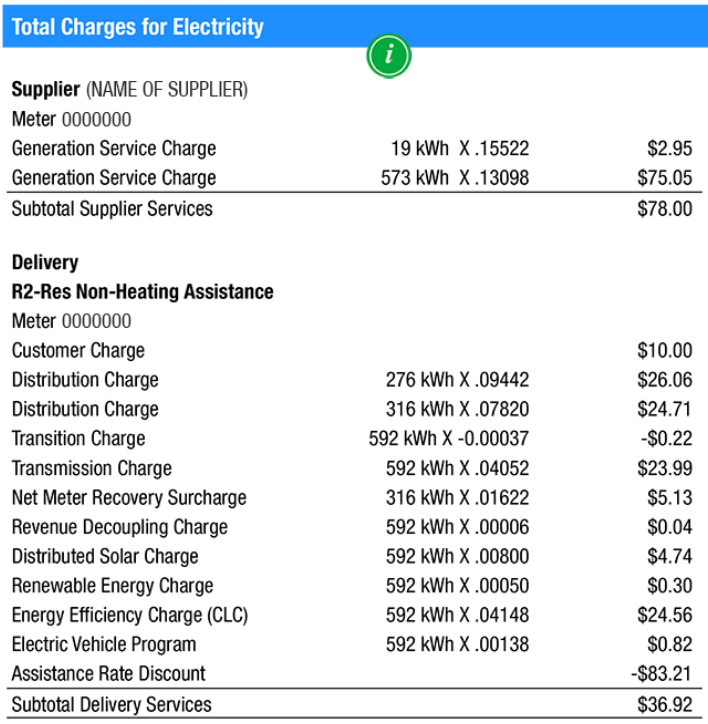 Total Charges for Electricity
i
Supplier (NAME OF SUPPLIER)
Meter 0000000
Generation Service Charge 19 kWh X .15522 $2.95
Generation Service Charge 573 kWh X .13098 $75.05
Subtotal Supplier Services $78.00
Delivery
R2-Res Non-Heating Assistance
Meter 0000000
Customer Charge $10.00
Distribution Charge 276 kWh X .09442 $26.06
Distribution Charge 316 kWh X .07820 $24.71
Transition Charge 592 kWh X -0.00037 -$0.22
Transmission Charge 592 kWh X .04052 $23.99
Net Meter Recovery Surcharge 316 kWh X .01622 $5.13
Revenue Decoupling Charge 592 kWh X .00006 $0.04
Distributed Solar Charge 592 kWh X .00800 $4.74
Renewable Energy Charge 592 kWh X .00050 $0.30
Energy Efficiency Charge (CLC) 592 kWh X .04148 $24.56
Electric Vehicle Program 592 kWh X .00138 $0.82
Assistance Rate Discount -$83.21
Subtotal Delivery Services $36.92